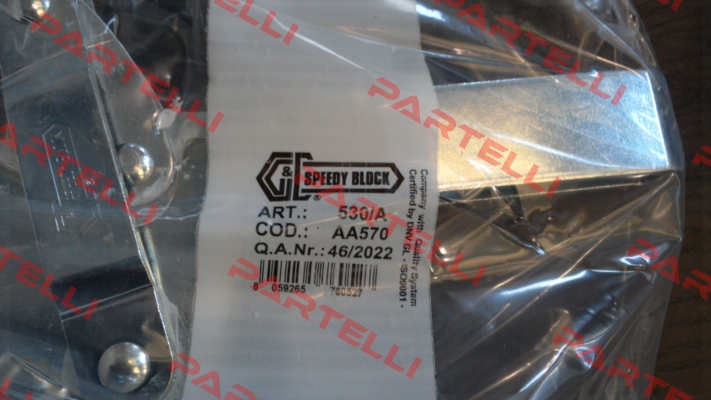 G&B SPEEDY BLOCK
®
ART.: 530/A
COD.: AA570
Q.A.Nr.: 46/2022
8 059265
Company with Quality System
Certified by DNV GL - ISO9001 -
PARTELLI
PARTELLI
PARTELLI
PARTELLI
PARTELLI
PARTELLI
PARTELLI